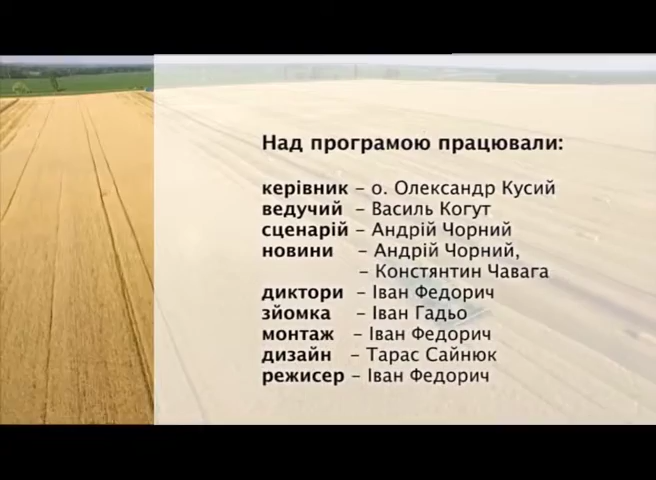 Над програмою працювали:
керівник – о. Олександр Кусий
ведучий – Василь Когут
сценарій – Андрій Чорний
новини – Андрій Чорний,
– Констянтин Чавага
диктори – Іван Федорич
зйомка – Іван Гадьо
монтаж – Іван Федорич
дизайн – Тарас Сайнюк
режисер – Іван Федорич